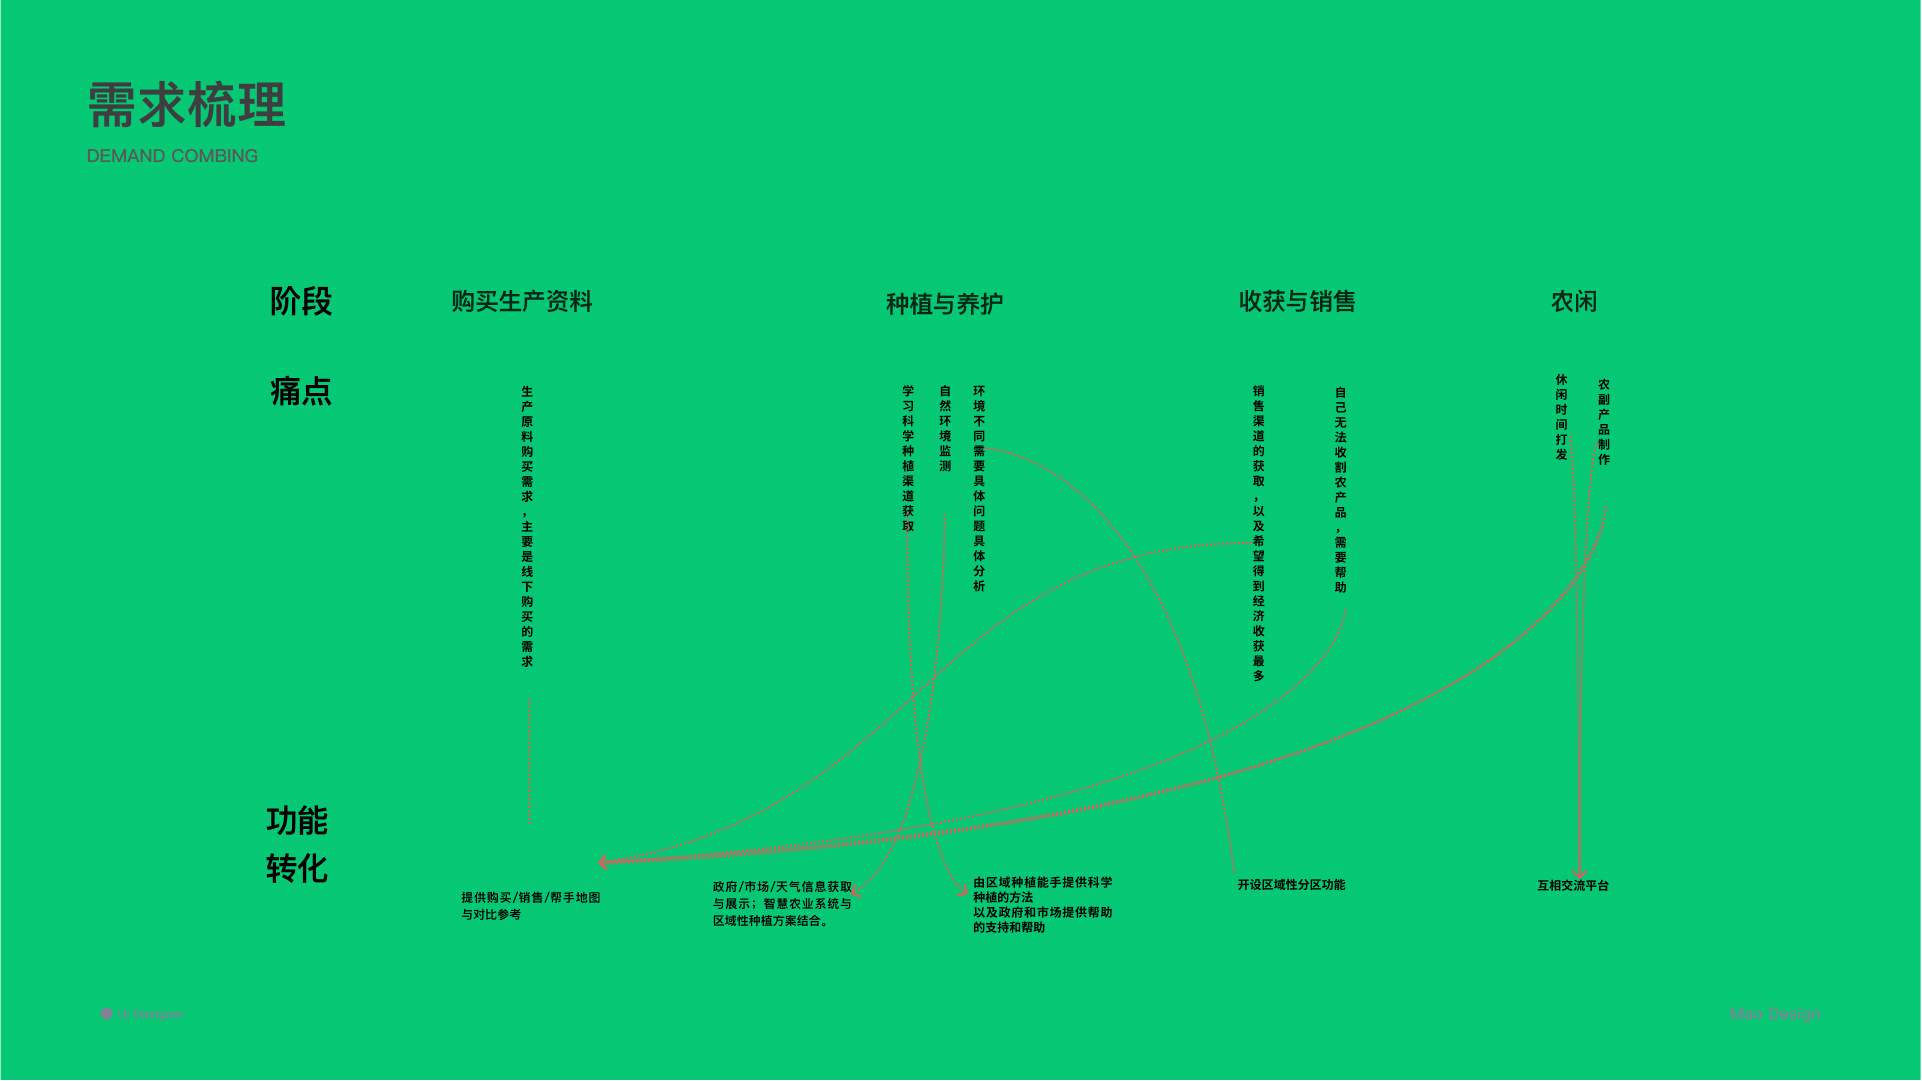 需求梳理
DEMAND COMBING
阶段
购买生产资料
种植与养护
收获与销售
农闲
痛点
生产原料购买需求，主要是线下购买的需求
学习科学种植渠道获取
自然环境监测
环境不同需要具体问题具体分析
销售渠道的获取，以及希望得到经济收获最多
自己无法收割农产品，需要帮助
休闲时间打发
农副产品制作
功能
转化
提供购买/销售/帮手地图
与对比参考
政府/市场/天气信息获取
与展示；智慧农业系统与
区域性种植方案结合。
由区域种植能手提供科学
种植的方法
以及政府和市场提供帮助
的支持和帮助
开设区域性分区功能
互相交流平台
UI Designer
Mao Design